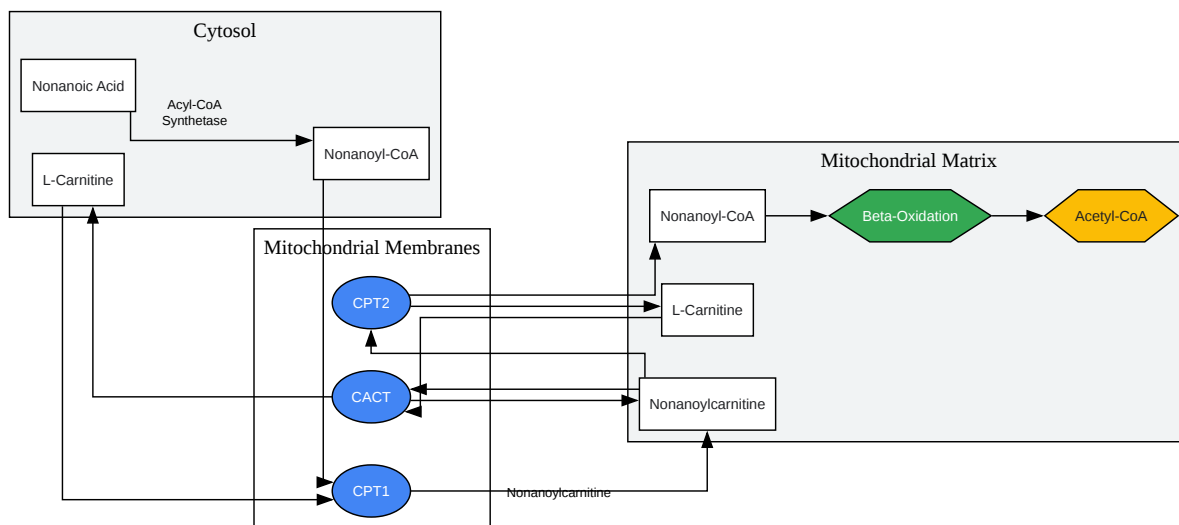 Cytosol
Nonanoic Acid
Acyl-CoA
Synthetase
Nonanoyl-CoA
L-Carnitine
Mitochondrial Membranes
CPT2
CACT
CPT1
Nonanoylcarnitine
Mitochondrial Matrix
Nonanoyl-CoA
Beta-Oxidation
Acetyl-CoA
L-Carnitine
Nonanoylcarnitine